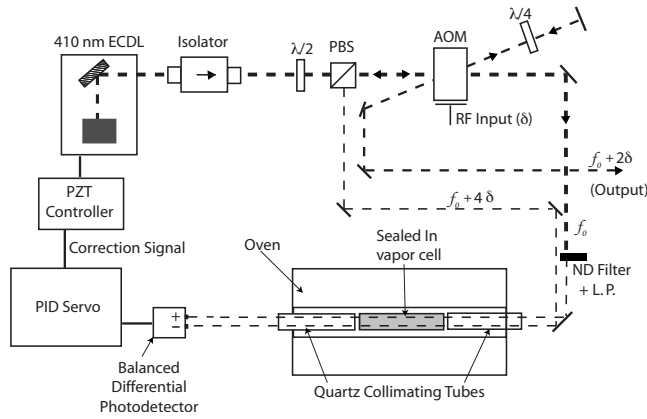 410 nm ECDL
Isolator
λ/2
PBS
AOM
λ/4
RF Input (δ)
f₀ + 2δ
(Output)
f₀ + 4 δ
f₀
PZT
Controller
Correction Signal
PID Servo
Oven
Sealed In
vapor cell
ND Filter
+ L. P.
+
−
Balanced
Differential
Photodetector
Quartz Collimating Tubes